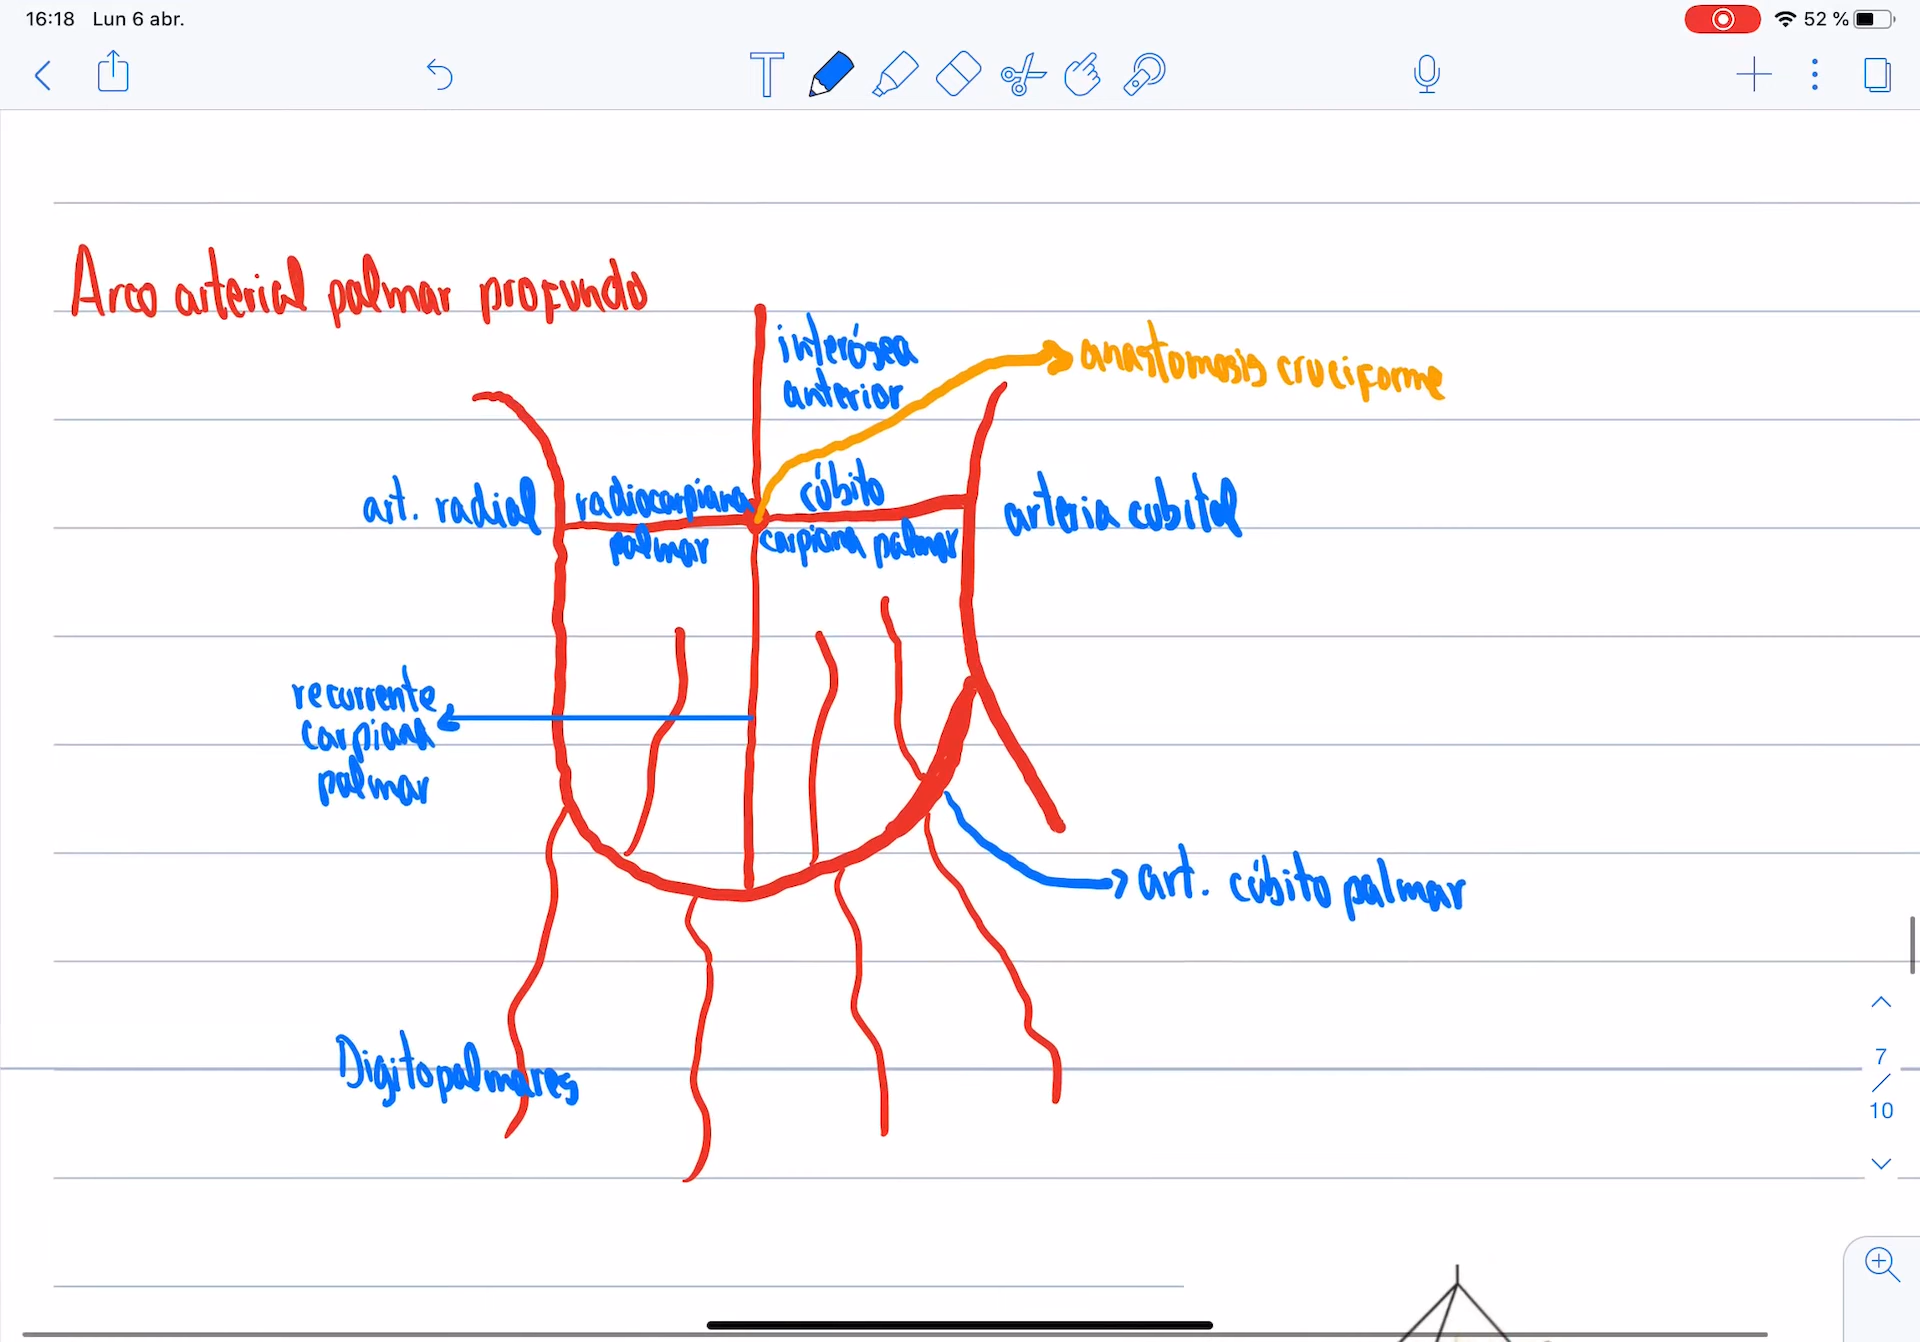 16:18 Lun 6 abr.
52 %
Arco arterial palmar profundo
interósea
anterior
anastomosis cruciforme
art. radial
radiocarpiana
palmar
cúbito
carpiana palmar
arteria cubital
recurrente
carpiana
palmar
art. cúbito palmar
Digitopalmares
7
/
10